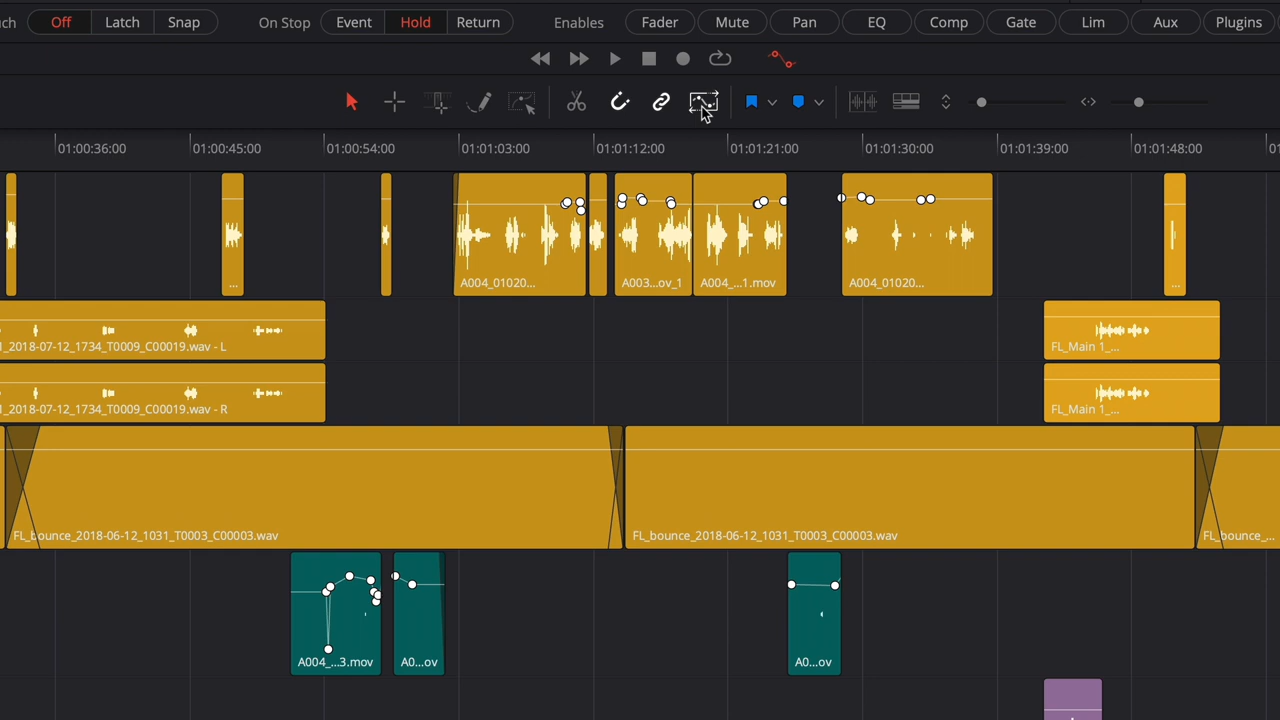 ch Off Latch Snap On Stop Event Hold Return Enables Fader Mute Pan EQ Comp Gate Lim Aux Plugins
01:00:36:00 01:00:45:00 01:00:54:00 01:01:03:00 01:01:12:00 01:01:21:00 01:01:30:00 01:01:39:00 01:01:48:00 01
... A004_01020... A003...ov_1 A004_...1.mov A004_01020... ...
_2018-07-12_1734_T0009_C00019.wav - L FL_Main 1_...
_2018-07-12_1734_T0009_C00019.wav - R FL_Main 1_...
FL_bounce_2018-06-12_1031_T0003_C00003.wav FL_bounce_2018-06-12_1031_T0003_C00003.wav FL_bounce_...
A004_...3.mov A0...ov A0...ov